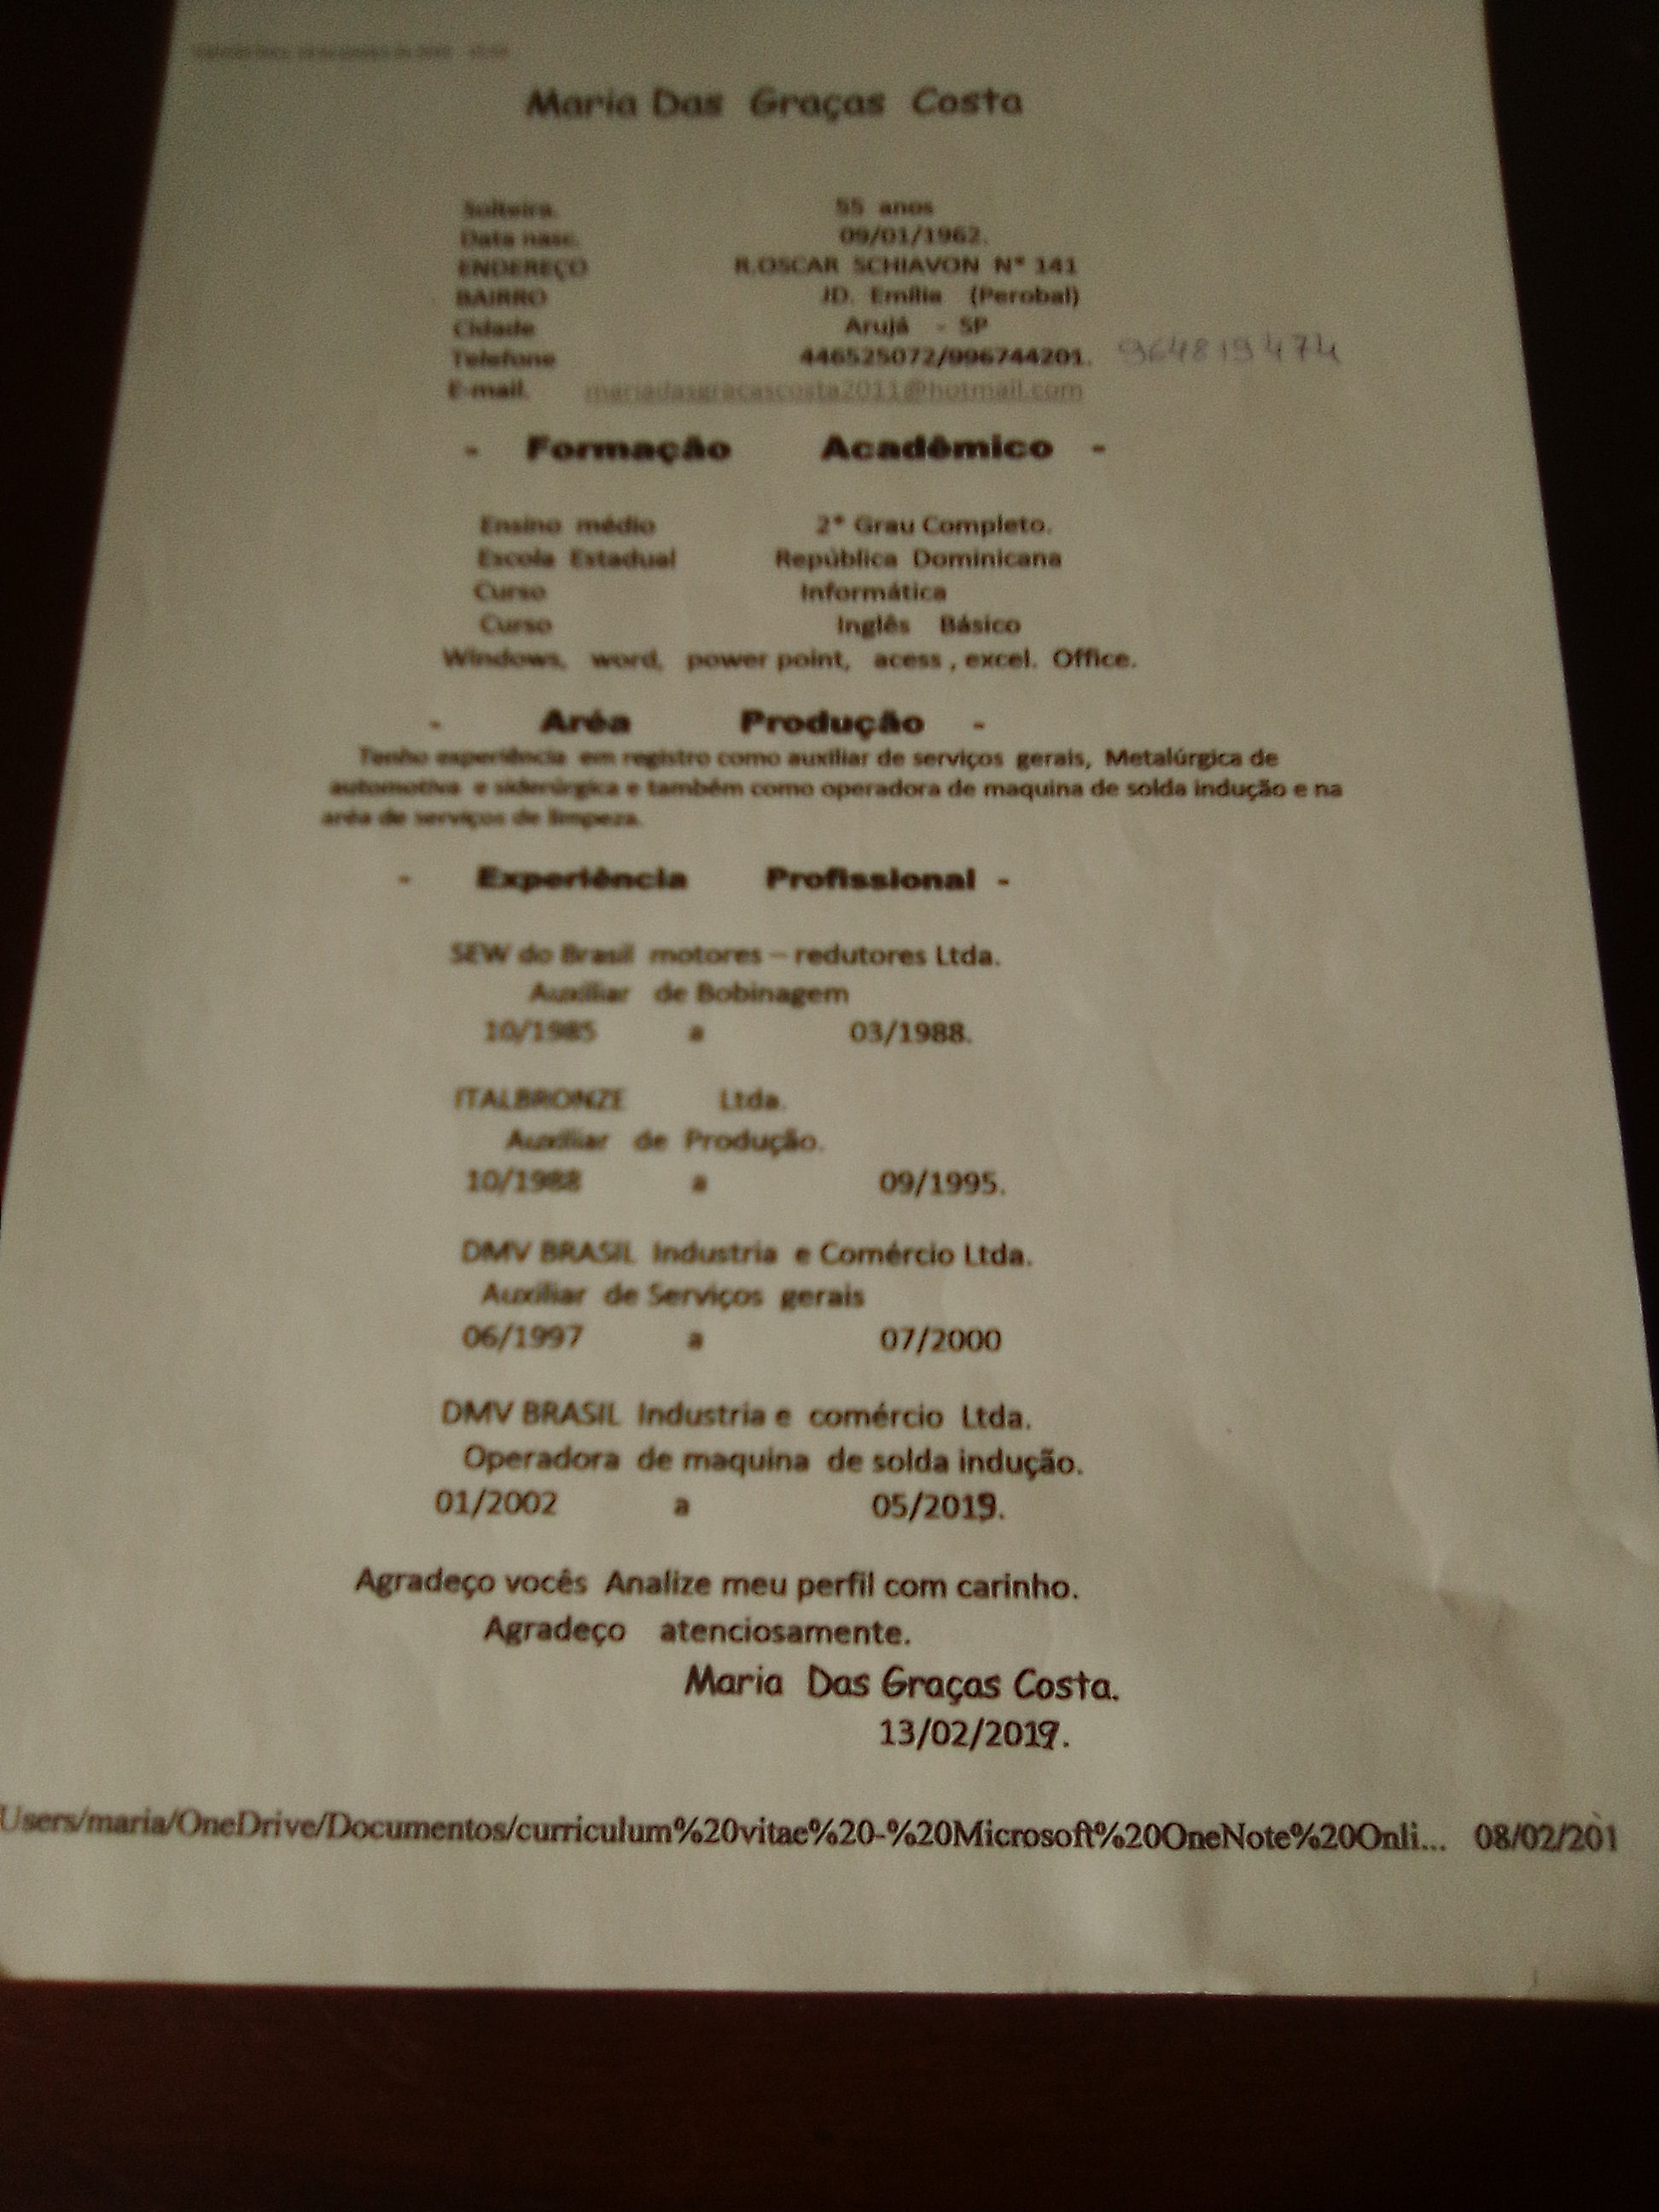 Maria Das Graças Costa
Solteira. 55 anos
Data nasc. 09/01/1962.
ENDEREÇO R.OSCAR SCHIAVON N° 141
BAIRRO JD. Emília (Perobal)
Cidade Arujá - SP
Telefone 446525072/996744201. 964819474
E-mail. mariadasgracascosta2011@hotmail.com
- Formação Acadêmico -
Ensino médio 2° Grau Completo.
Escola Estadual República Dominicana
Curso Informática
Curso Inglês Básico
Windows, word, power point, acess , excel. Office.
- Aréa Produção -
Tenho experiência em registro como auxiliar de serviços gerais, Metalúrgica de
automotiva e siderúrgica e também como operadora de maquina de solda indução e na
aréa de serviços de limpeza.
- Experiência Profissional -
SEW do Brasil motores – redutores Ltda.
Auxiliar de Bobinagem
10/1985 a 03/1988.
ITALBRONZE Ltda.
Auxiliar de Produção.
10/1988 a 09/1995.
DMV BRASIL Industria e Comércio Ltda.
Auxiliar de Serviços gerais
06/1997 a 07/2000
DMV BRASIL Industria e comércio Ltda.
Operadora de maquina de solda indução.
01/2002 a 05/2019.
Agradeço vocês Analize meu perfil com carinho.
Agradeço atenciosamente.
Maria Das Graças Costa.
13/02/2019.
Users/maria/OneDrive/Documentos/curriculum%20vitae%20-%20Microsoft%20OneNote%20Onli... 08/02/201